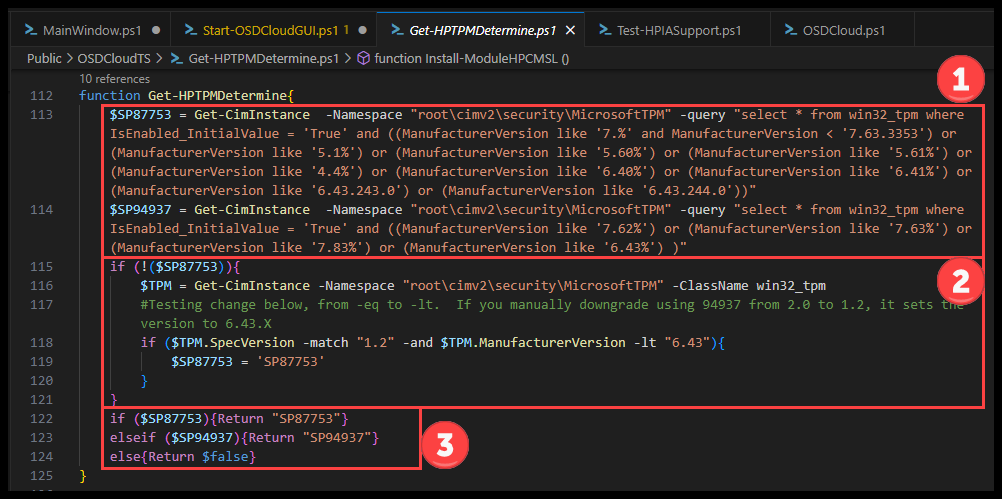 MainWindow.ps1
Start-OSDCloudGUI.ps1 1
Get-HPTPMDetermine.ps1
Test-HPIASupport.ps1
OSDCloud.ps1
Public > OSDCloudTS > Get-HPTPMDetermine.ps1 > function Install-ModuleHPCMSL ()
10 references
1
112 function Get-HPTPMDetermine{
113 $SP87753 = Get-CimInstance  -Namespace "root\cimv2\security\MicrosoftTPM" -query "select * from win32_tpm where
IsEnabled_InitialValue = 'True' and ((ManufacturerVersion like '7.%' and ManufacturerVersion < '7.63.3353') or
(ManufacturerVersion like '5.1%') or (ManufacturerVersion like '5.60%') or (ManufacturerVersion like '5.61%') or
(ManufacturerVersion like '4.4%') or (ManufacturerVersion like '6.40%') or (ManufacturerVersion like '6.41%') or
(ManufacturerVersion like '6.43.243.0') or (ManufacturerVersion like '6.43.244.0'))"
114 $SP94937 = Get-CimInstance  -Namespace "root\cimv2\security\MicrosoftTPM" -query "select * from win32_tpm where
IsEnabled_InitialValue = 'True' and ((ManufacturerVersion like '7.62%') or (ManufacturerVersion like '7.63%') or
(ManufacturerVersion like '7.83%') or (ManufacturerVersion like '6.43%') )"
2
115 if (!($SP87753)){
116 $TPM = Get-CimInstance -Namespace "root\cimv2\security\MicrosoftTPM" -ClassName win32_tpm
117 #Testing change below, from -eq to -lt.  If you manually downgrade using 94937 from 2.0 to 1.2, it sets the
version to 6.43.X
118 if ($TPM.SpecVersion -match "1.2" -and $TPM.ManufacturerVersion -lt "6.43"){
119 $SP87753 = 'SP87753'
120 }
121 }
122 if ($SP87753){Return "SP87753"}
123 elseif ($SP94937){Return "SP94937"}
3
124 else{Return $false}
125 }